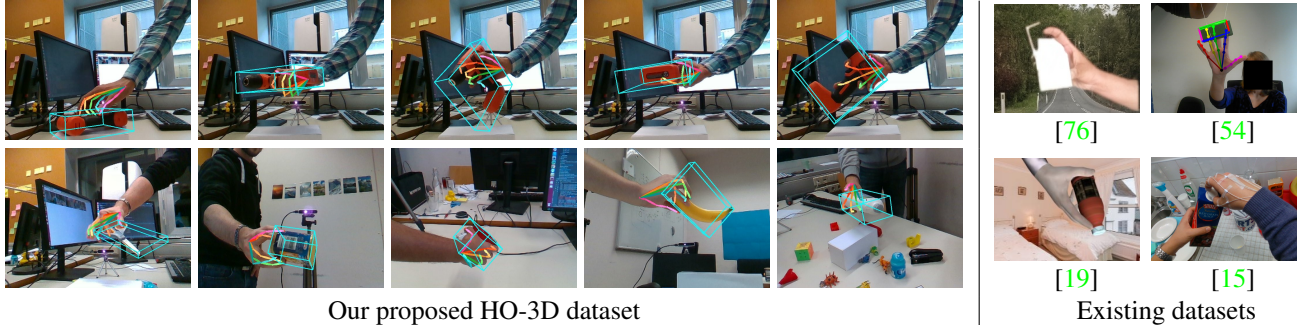 [76]
[54]
[19]
[15]
Our proposed HO-3D dataset
Existing datasets